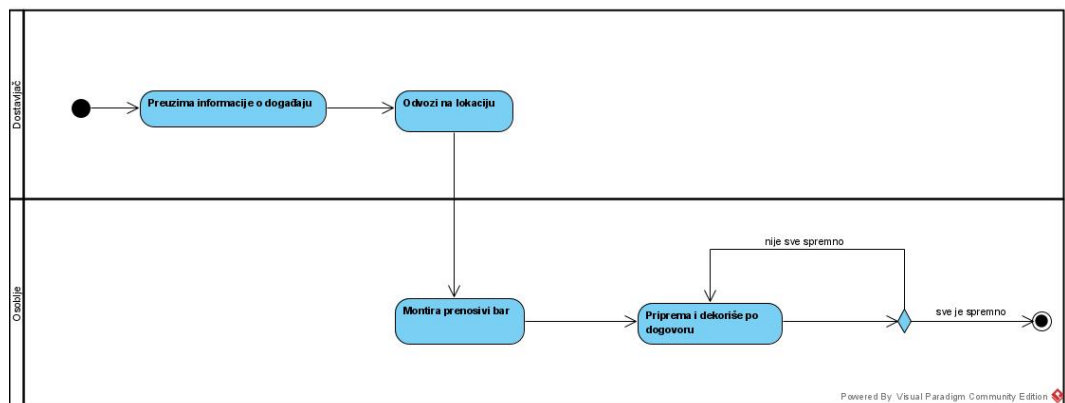 Dostavljač
Preuzima informacije o događaju
Odvozi na lokaciju
Osoblje
nije sve spremno
Montira prenosivi bar
Priprema i dekoriše po
dogovoru
sve je spremno
Powered By Visual Paradigm Community Edition